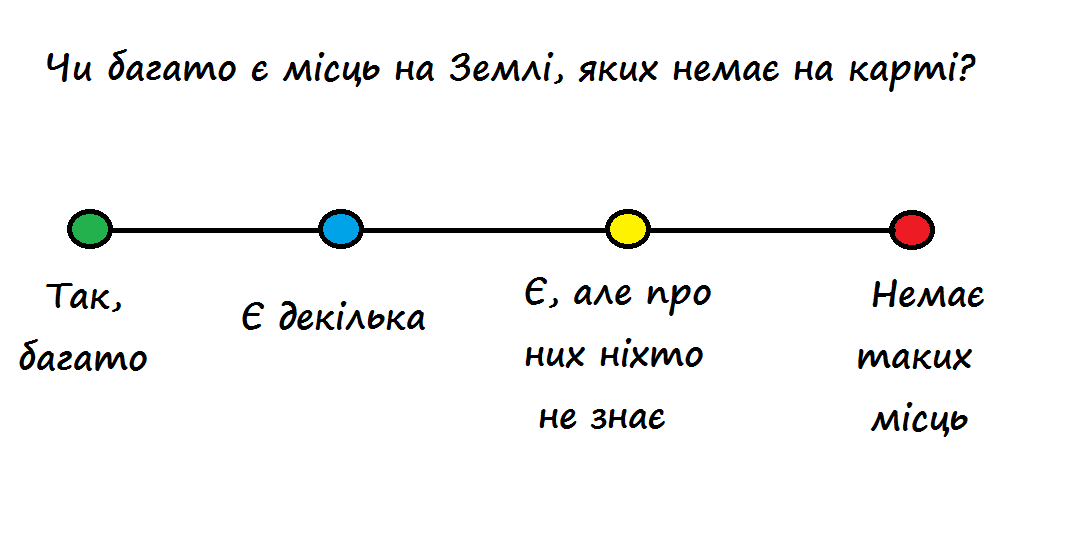 Чи багато є місць на Землі, яких немає на карті?
Так,
багато
Є декілька
Є, але про
них ніхто
не знає
Немає
таких
місць